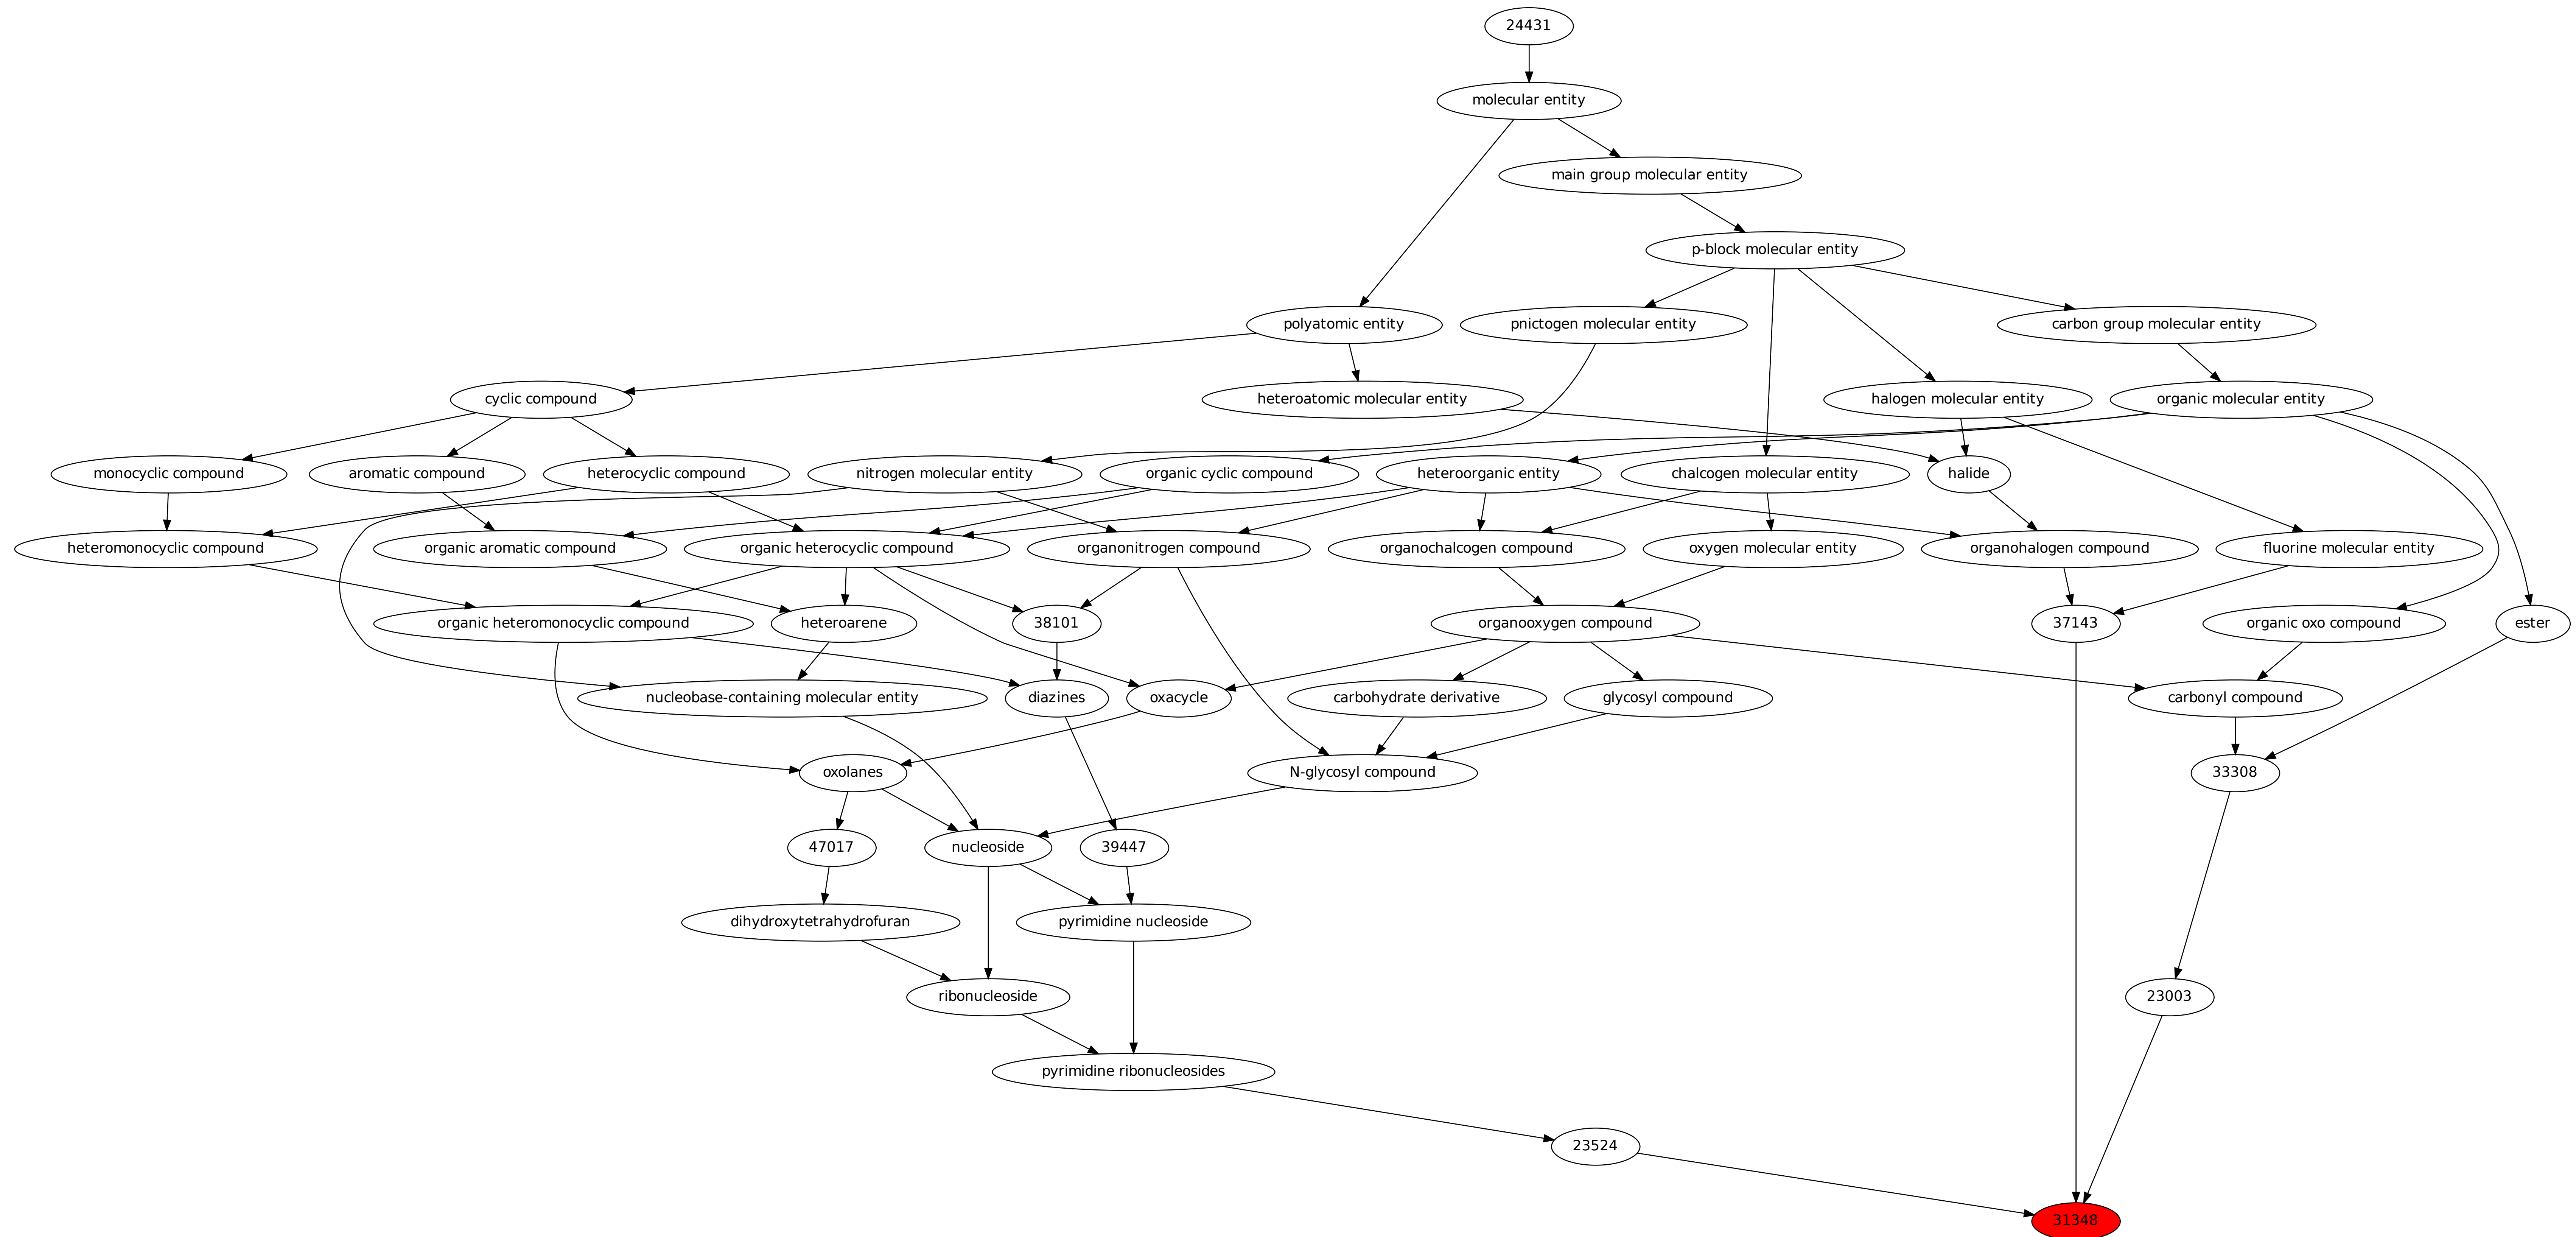 24431
molecular entity
main group molecular entity
p-block molecular entity
polyatomic entity
pnictogen molecular entity
carbon group molecular entity
cyclic compound
heteroatomic molecular entity
halogen molecular entity
organic molecular entity
monocyclic compound
aromatic compound
heterocyclic compound
nitrogen molecular entity
organic cyclic compound
heteroorganic entity
chalcogen molecular entity
halide
heteromonocyclic compound
organic aromatic compound
organic heterocyclic compound
organonitrogen compound
organochalcogen compound
oxygen molecular entity
organohalogen compound
fluorine molecular entity
organic heteromonocyclic compound
heteroarene
38101
organooxygen compound
37143
organic oxo compound
ester
nucleobase-containing molecular entity
diazines
oxacycle
carbohydrate derivative
glycosyl compound
carbonyl compound
oxolanes
N-glycosyl compound
33308
47017
nucleoside
39447
dihydroxytetrahydrofuran
pyrimidine nucleoside
ribonucleoside
23003
pyrimidine ribonucleosides
23524
31348